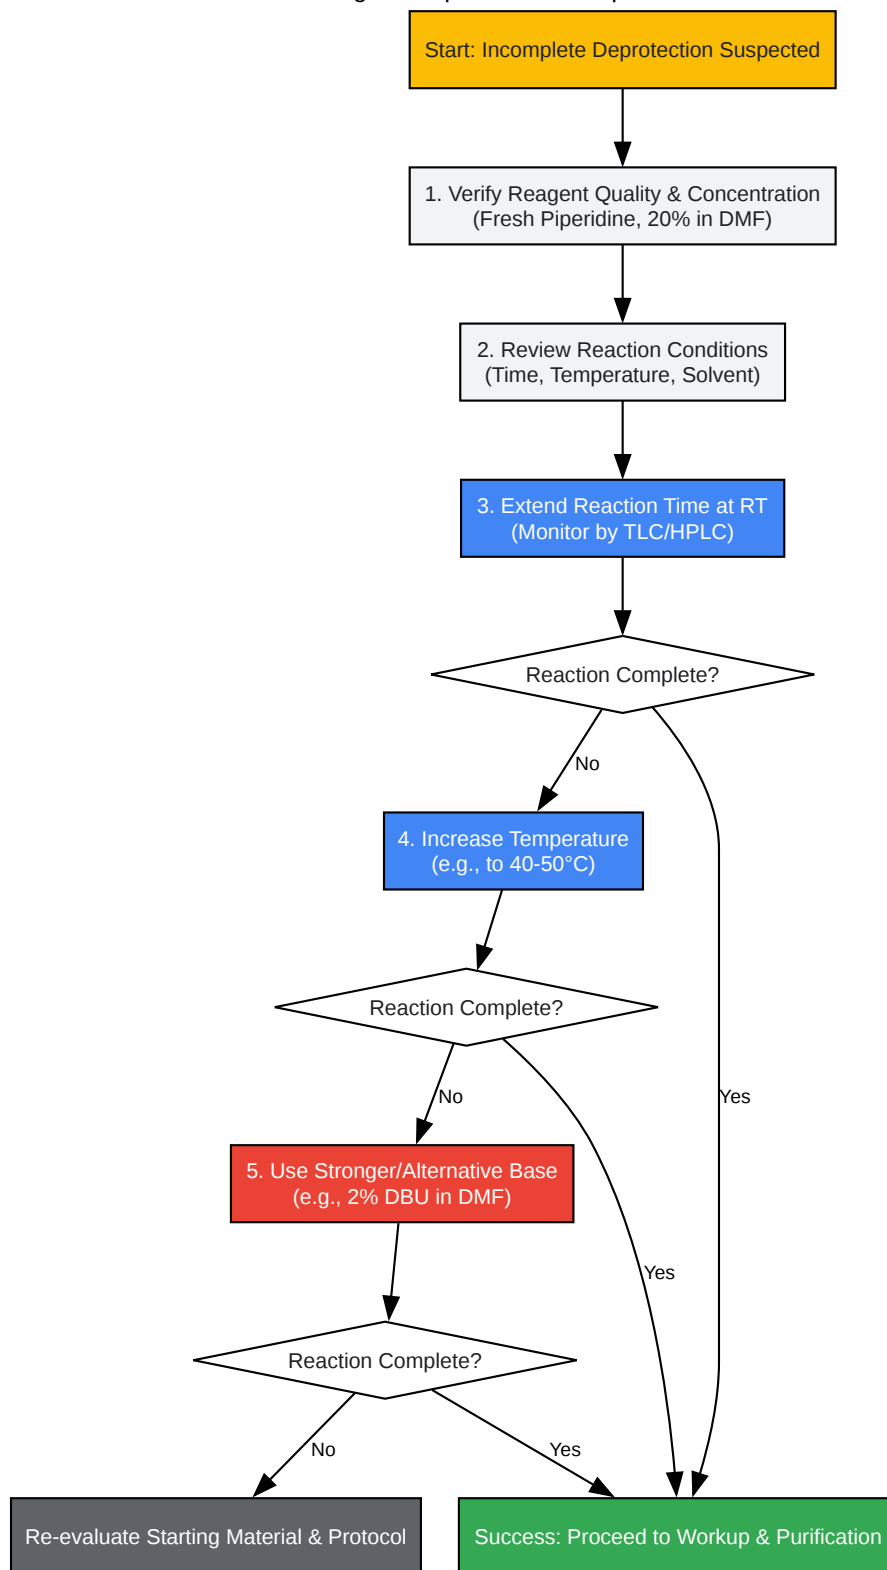 Start: Incomplete Deprotection Suspected
1. Verify Reagent Quality & Concentration
(Fresh Piperidine, 20% in DMF)
2. Review Reaction Conditions
(Time, Temperature, Solvent)
3. Extend Reaction Time at RT
(Monitor by TLC/HPLC)
Reaction Complete?
No
4. Increase Temperature
(e.g., to 40-50°C)
Reaction Complete?
No
Yes
5. Use Stronger/Alternative Base
(e.g., 2% DBU in DMF)
Yes
Reaction Complete?
No
Yes
Re-evaluate Starting Material & Protocol
Success: Proceed to Workup & Purification